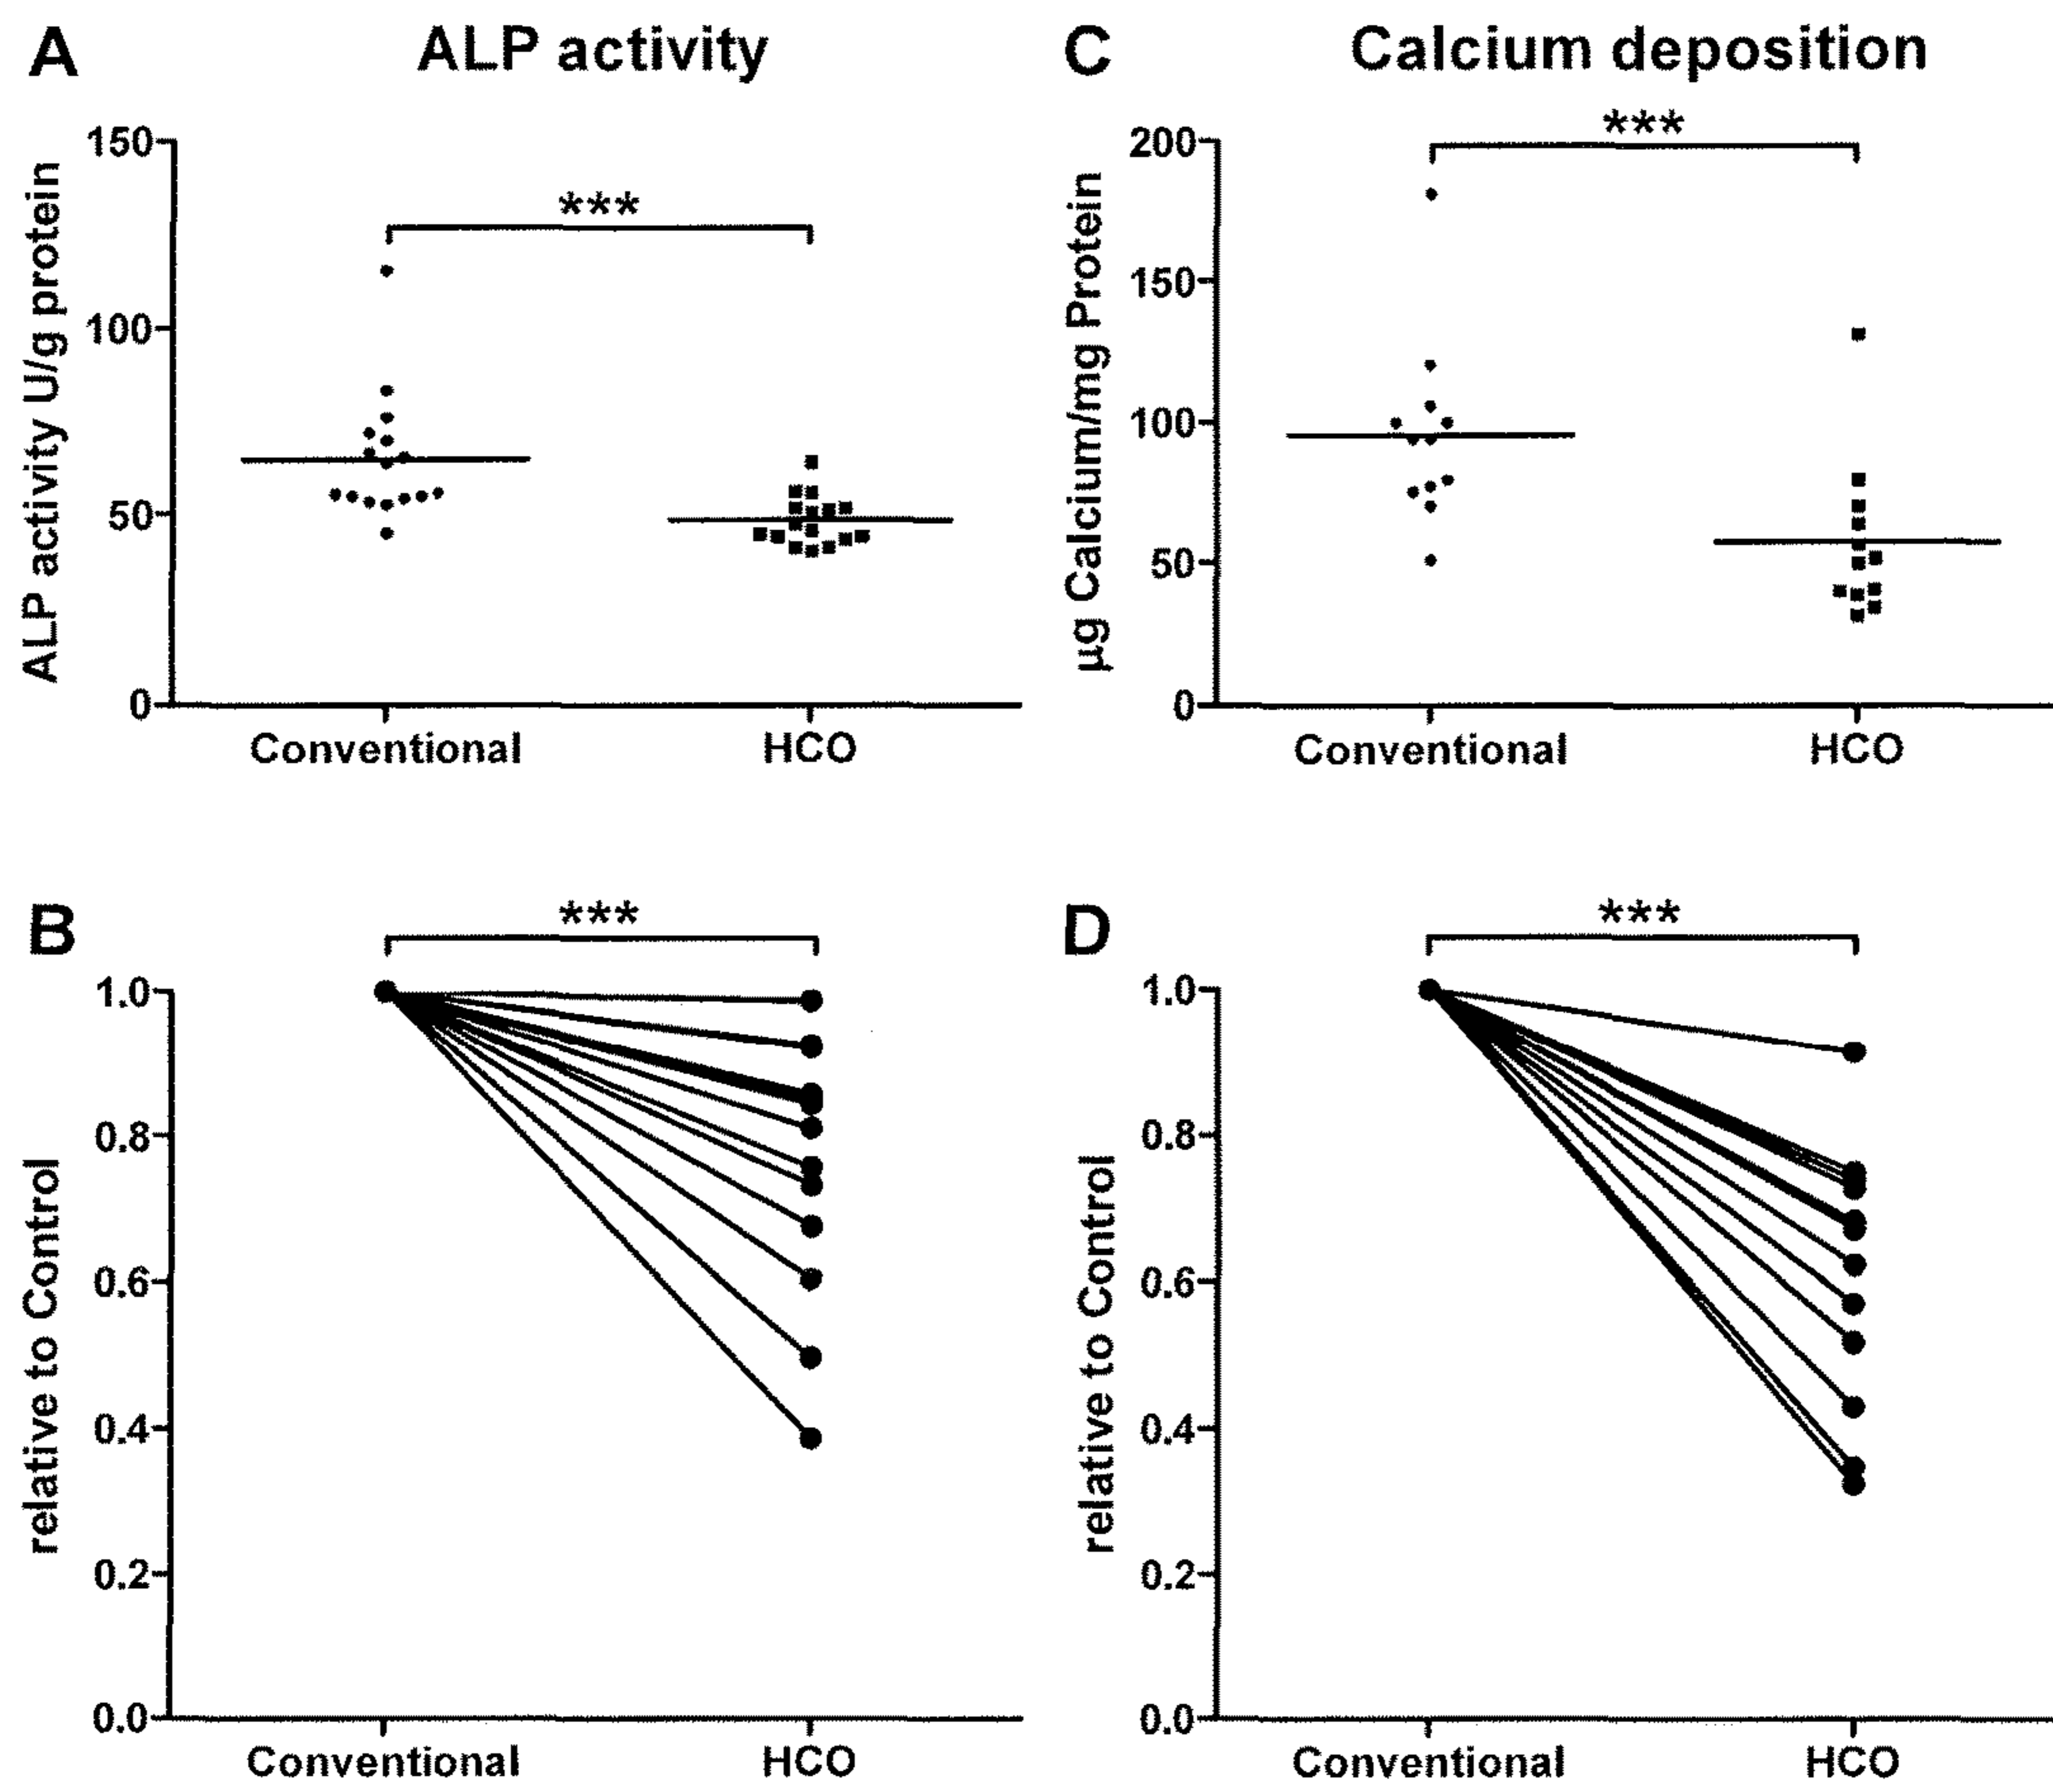 A
ALP activity
ALP activity U/g protein
150
100
50
0
***
Conventional
HCO
C
Calcium deposition
µg Calcium/mg Protein
200
150
100
50
0
***
Conventional
HCO
B
relative to Control
1.0
0.8
0.6
0.4
0.2
0.0
***
Conventional
HCO
D
relative to Control
1.0
0.8
0.6
0.4
0.2
0.0
***
Conventional
HCO